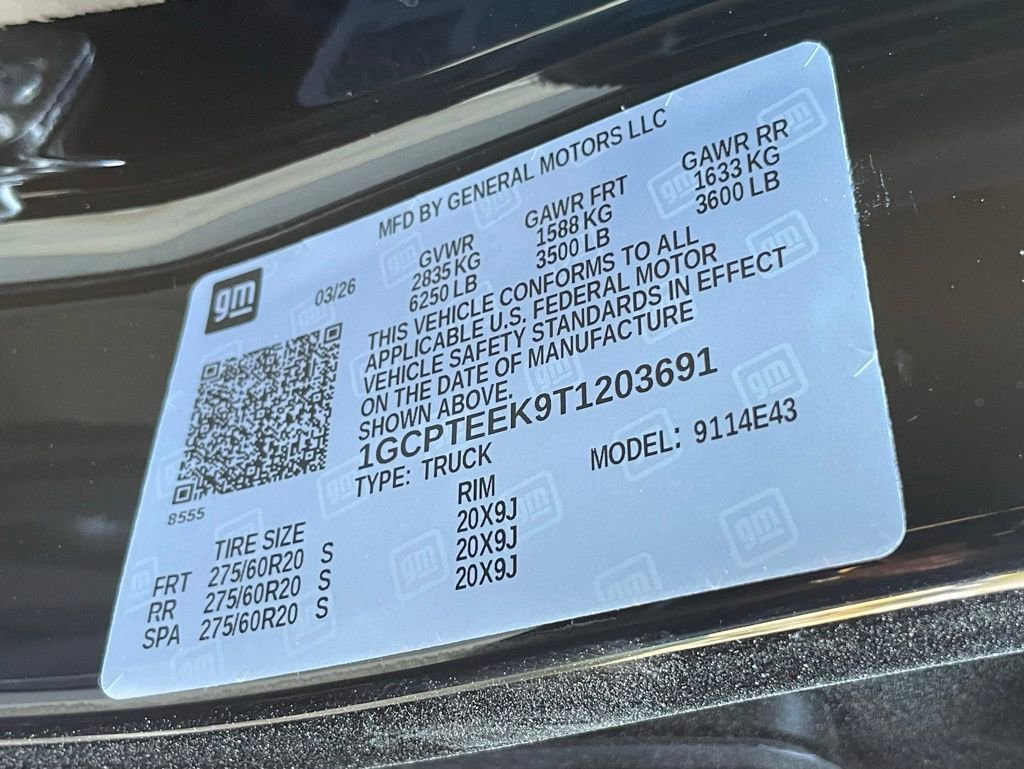 MFD BY GENERAL MOTORS LLC
gm
03/26
GVWR GAWR FRT GAWR RR
2835 KG 1588 KG 1633 KG
6250 LB 3500 LB 3600 LB
THIS VEHICLE CONFORMS TO ALL
APPLICABLE U.S. FEDERAL MOTOR
VEHICLE SAFETY STANDARDS IN EFFECT
ON THE DATE OF MANUFACTURE
SHOWN ABOVE.
1GCPTEEK9T1203691
TYPE: TRUCK MODEL: 9114E43
8555
TIRE SIZE RIM
FRT 275/60R20 S 20X9J
RR 275/60R20 S 20X9J
SPA 275/60R20 S 20X9J